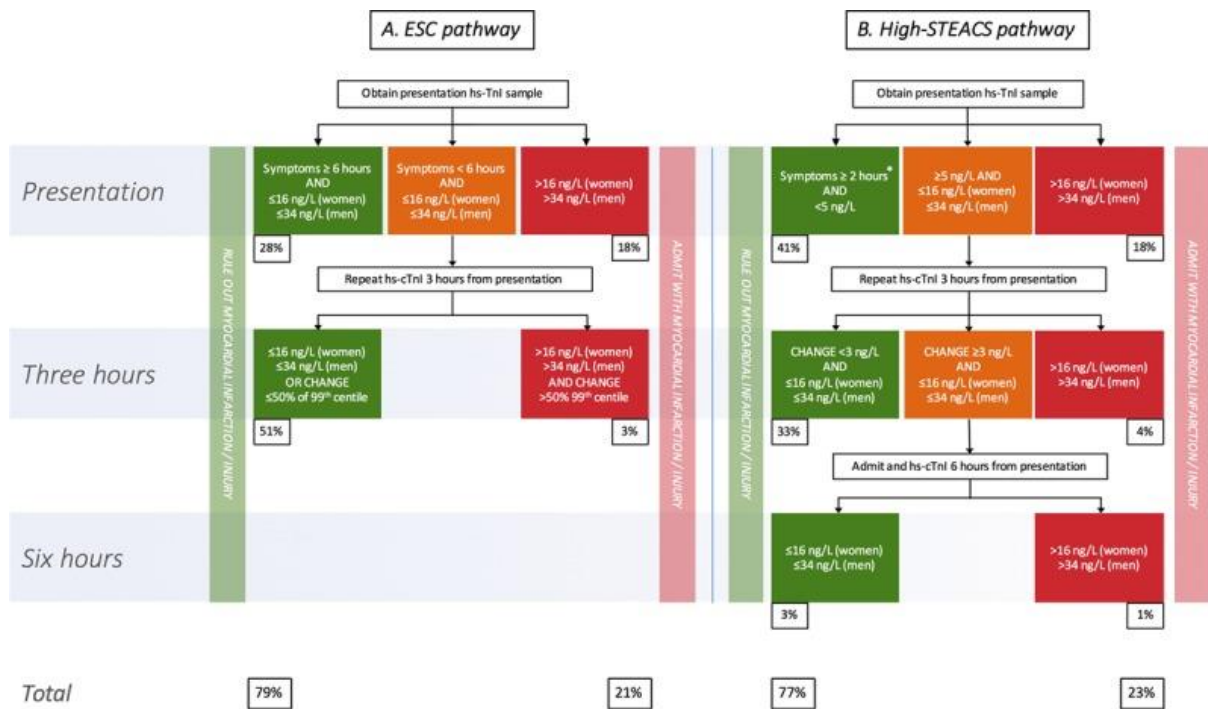 A. ESC pathway
Obtain presentation hs-TnI sample
Presentation
Symptoms ≥ 6 hours
AND
≤16 ng/L (women)
≤34 ng/L (men)
28%
Symptoms < 6 hours
AND
≤16 ng/L (women)
≤34 ng/L (men)
>16 ng/L (women)
>34 ng/L (men)
18%
Repeat hs-cTnI 3 hours from presentation
Three hours
≤16 ng/L (women)
≤34 ng/L (men)
OR CHANGE
≤50% of 99th centile
51%
>16 ng/L (women)
>34 ng/L (men)
AND CHANGE
>50% 99th centile
3%
Six hours
RULE OUT MYOCARDIAL INFARCTION / INJURY
ADMIT WITH MYOCARDIAL INFARCTION / INJURY
Total
79%
21%
B. High-STEACS pathway
Obtain presentation hs-TnI sample
Symptoms ≥ 2 hours*
AND
<5 ng/L
41%
≥5 ng/L AND
≤16 ng/L (women)
≤34 ng/L (men)
>16 ng/L (women)
>34 ng/L (men)
18%
Repeat hs-cTnI 3 hours from presentation
CHANGE <3 ng/L
AND
≤16 ng/L (women)
≤34 ng/L (men)
33%
CHANGE ≥3 ng/L
AND
≤16 ng/L (women)
≤34 ng/L (men)
>16 ng/L (women)
>34 ng/L (men)
4%
Admit and hs-cTnI 6 hours from presentation
≤16 ng/L (women)
≤34 ng/L (men)
3%
>16 ng/L (women)
>34 ng/L (men)
1%
RULE OUT MYOCARDIAL INFARCTION / INJURY
ADMIT WITH MYOCARDIAL INFARCTION / INJURY
77%
23%